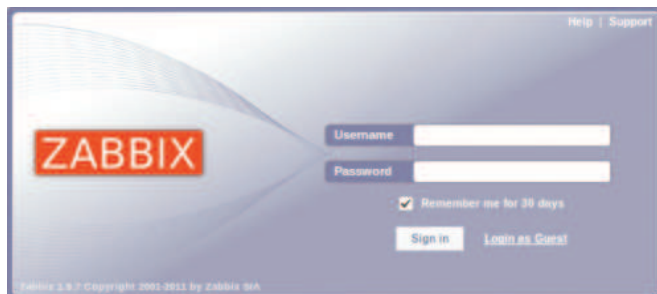 Help | Support
ZABBIX
Username
Password
Remember me for 30 days
Sign in Login as Guest
Zabbix 1.9.7 Copyright 2001-2011 by Zabbix SIA